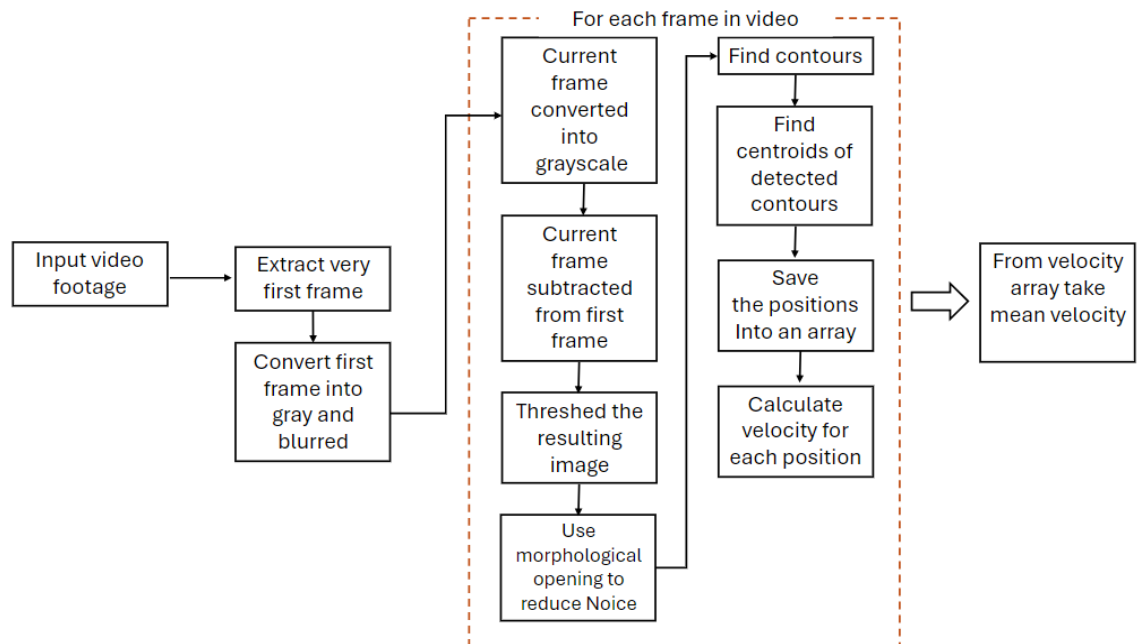 For each frame in video
Input video
footage
Extract very
first frame
Convert first
frame into
gray and
blurred
Current
frame
converted
into
grayscale
Current
frame
subtracted
from first
frame
Threshed the
resulting
image
Use
morphological
opening to
reduce Noice
Find contours
Find
centroids of
detected
contours
Save
the positions
Into an array
Calculate
velocity for
each position
From velocity
array take
mean velocity